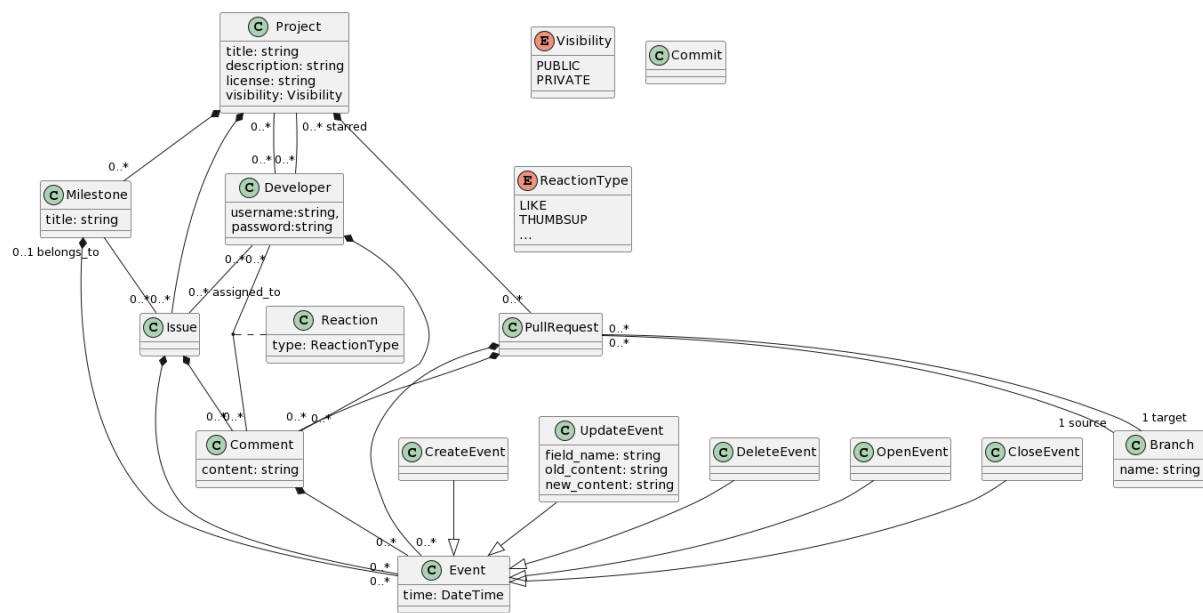 C Project
title: string
description: string
license: string
visibility: Visibility
E Visibility
PUBLIC
PRIVATE
C Commit
0..*
0..* starred
0..*
0..*
0..*
C Milestone
title: string
C Developer
username:string,
password:string
E ReactionType
LIKE
THUMBSUP
...
0..1 belongs_to
0..*
0..*
0..*
0..*
0..* assigned_to
0..*
C Issue
C Reaction
type: ReactionType
C PullRequest
0..*
0..*
0..*
0..*
0..*
0..*
1 source
1 target
C Comment
content: string
C CreateEvent
C UpdateEvent
field_name: string
old_content: string
new_content: string
C DeleteEvent
C OpenEvent
C CloseEvent
C Branch
name: string
0..*
0..*
0..*
0..*
C Event
time: DateTime